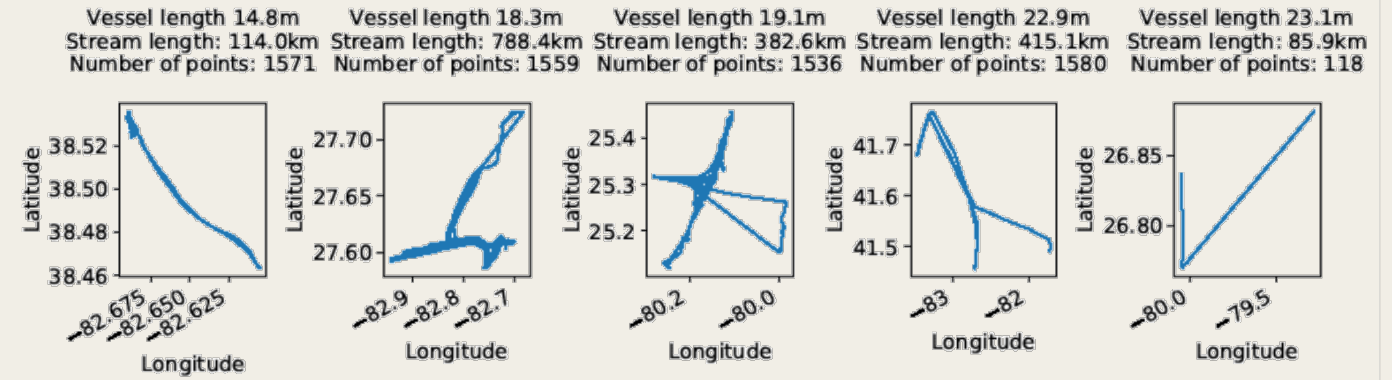 Vessel length 14.8m
Stream length: 114.0km
Number of points: 1571
38.52
38.50
38.48
38.46
Latitude
−82.675
−82.650
−82.625
Longitude
Vessel length 18.3m
Stream length: 788.4km
Number of points: 1559
27.70
27.65
27.60
Latitude
−82.9
−82.8
−82.7
Longitude
Vessel length 19.1m
Stream length: 382.6km
Number of points: 1536
25.4
25.3
25.2
Latitude
−80.2
−80.0
Longitude
Vessel length 22.9m
Stream length: 415.1km
Number of points: 1580
41.7
41.6
41.5
Latitude
−83
−82
Longitude
Vessel length 23.1m
Stream length: 85.9km
Number of points: 118
26.85
26.80
Latitude
−80.0
−79.5
Longitude